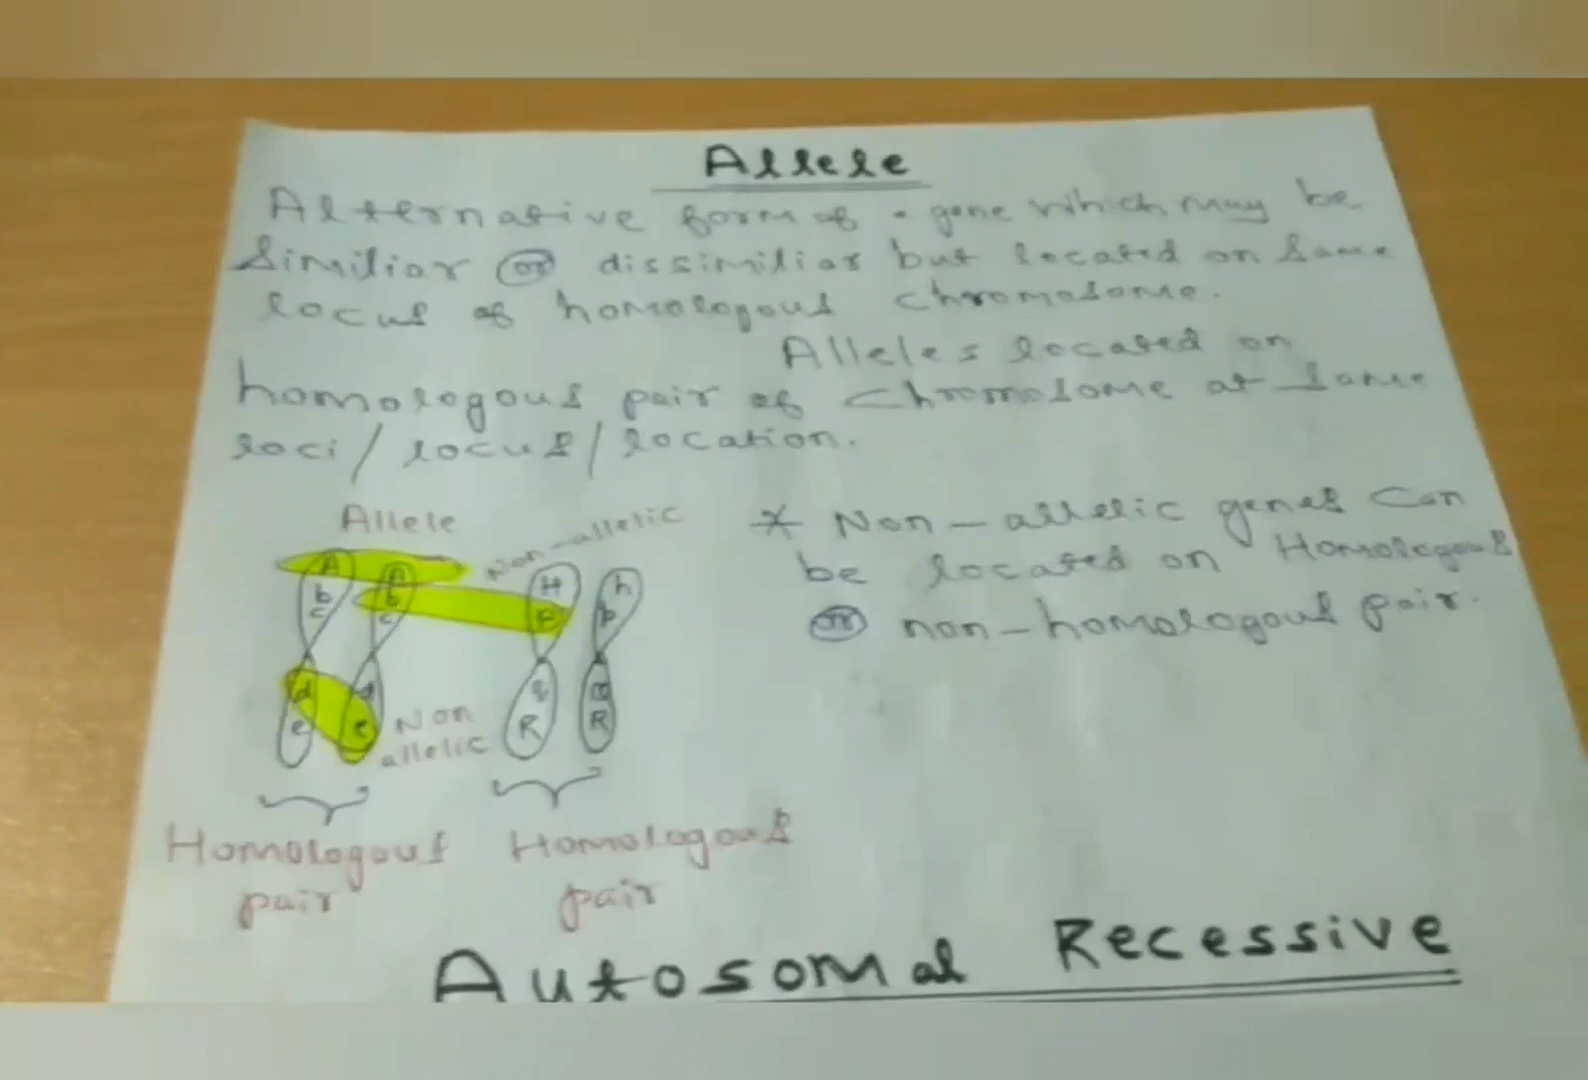 Allele
Alternative form of a gene which may be
Similiar or dissimiliar but located on Same
locus of homologous chromosome.
Alleles located on
homologous pair of Chromosome at Same
loci/locus/location.
Allele
Non-allelic
* Non-allelic genes Can
be located on Homologous
or non-homologous pair.
A A H h
b b P p
c c
d d q q
e e R R
Non
allelic
Homologous Homologous
pair pair
Autosomal Recessive